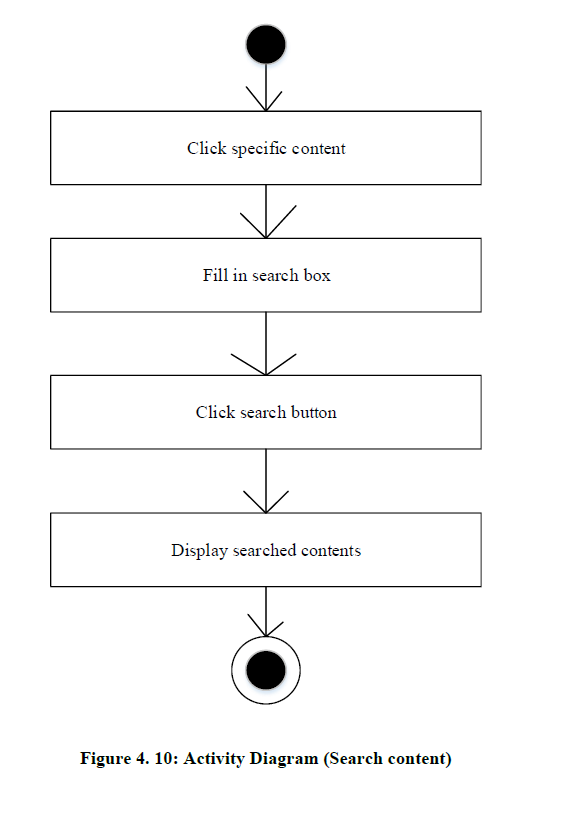 Click specific content
Fill in search box
Click search button
Display searched contents
Figure 4. 10: Activity Diagram (Search content)